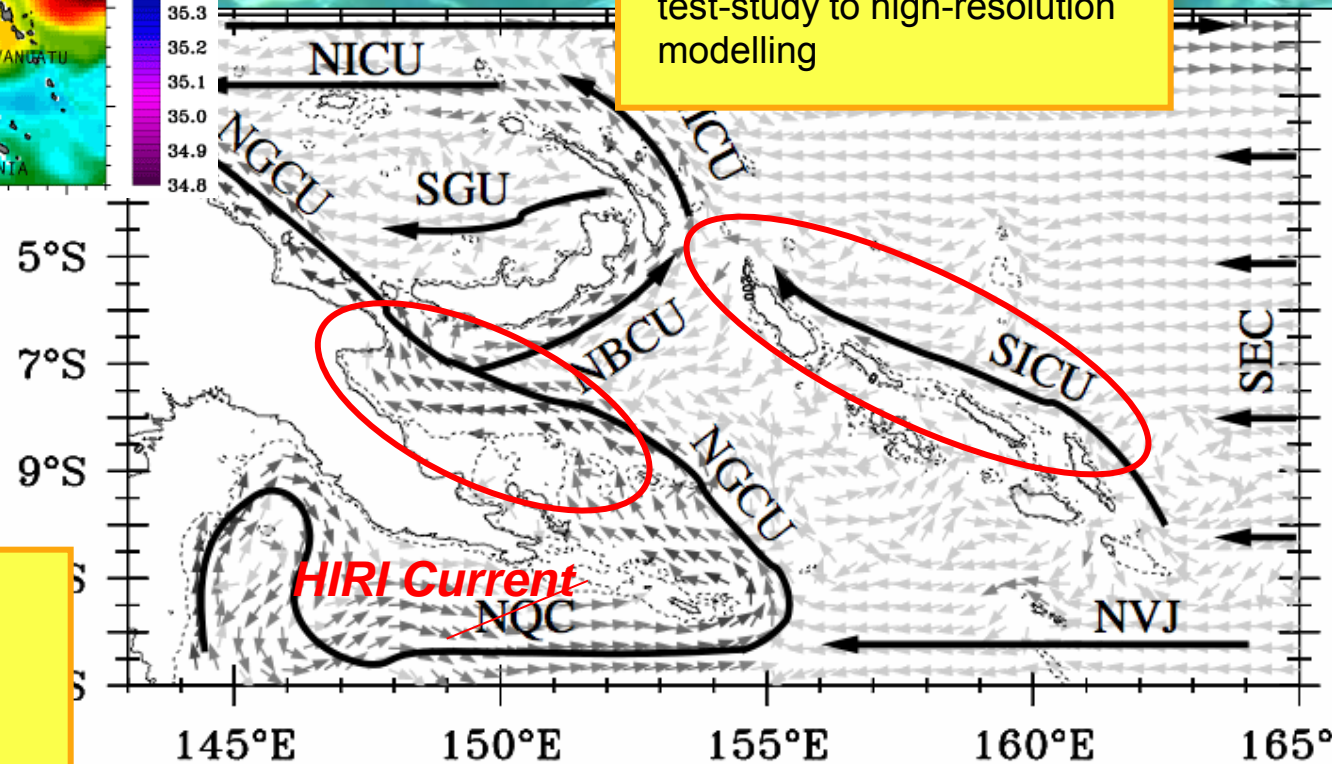 35.3
35.2
35.1
35.0
34.9
34.8
VANUATU
test-study to high-resolution
modelling
NICU
NGCU
SGU
ICU
5°S
7°S
9°S
NBCU
SICU
SEC
NGCU
HIRI Current
NQC
NVJ
145°E
150°E
155°E
160°E
165°